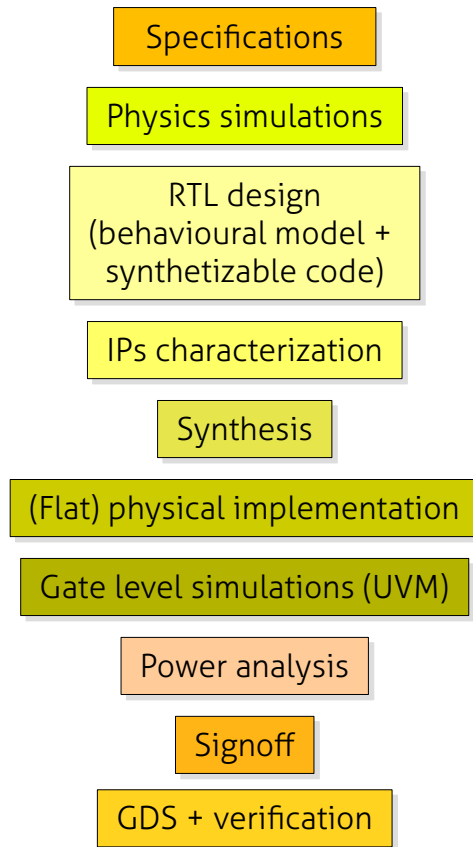 Specifications
Physics simulations
RTL design
(behavioural model +
synthetizable code)
IPs characterization
Synthesis
(Flat) physical implementation
Gate level simulations (UVM)
Power analysis
Signoff
GDS + verification